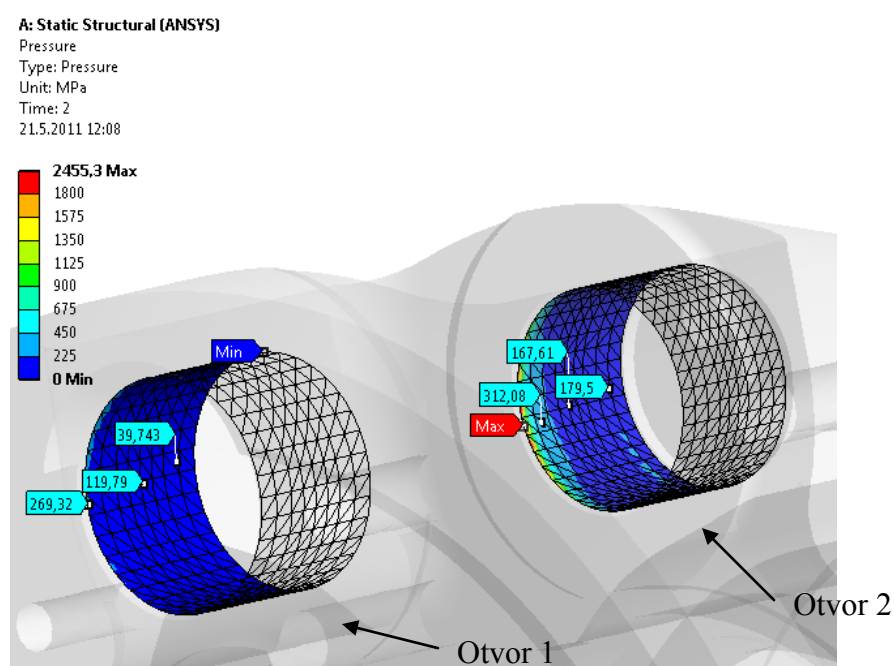 A: Static Structural (ANSYS)
Pressure
Type: Pressure
Unit: MPa
Time: 2
21.5.2011 12:08
2455,3 Max
1800
1575
1350
1125
900
675
450
225
0 Min
Min
39,743
119,79
269,32
167,61
312,08
179,5
Max
Otvor 2
Otvor 1